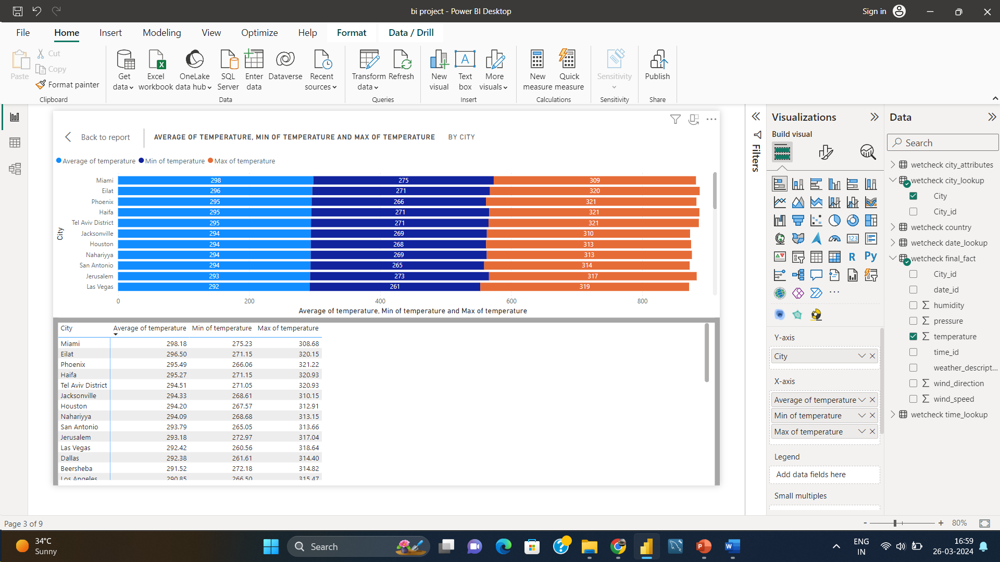 bi project - Power BI Desktop
Sign in
File Home Insert Modeling View Optimize Help Format Data / Drill
Paste
Cut
Copy
Format painter
Clipboard
Get data
Excel workbook
OneLake data hub
SQL Server
Enter data
Dataverse
Recent sources
Data
Transform data
Refresh
Queries
New visual
Text box
More visuals
Insert
New measure
Quick measure
Calculations
Sensitivity
Sensitivity
Publish
Share
Back to report
AVERAGE OF TEMPERATURE, MIN OF TEMPERATURE AND MAX OF TEMPERATURE BY CITY
Average of temperature Min of temperature Max of temperature
City
Miami 298 275 309
Eilat 296 271 320
Phoenix 295 266 321
Haifa 295 271 321
Tel Aviv District 295 271 321
Jacksonville 294 269 310
Houston 294 268 313
Nahariyya 294 269 313
San Antonio 294 265 314
Jerusalem 293 273 317
Las Vegas 292 261 319
0 200 400 600 800
Average of temperature, Min of temperature and Max of temperature
City Average of temperature Min of temperature Max of temperature
Miami 298.18 275.23 308.68
Eilat 296.50 271.15 320.15
Phoenix 295.49 266.06 321.22
Haifa 295.27 271.15 320.93
Tel Aviv District 294.51 271.05 320.93
Jacksonville 294.33 268.61 310.15
Houston 294.20 267.57 312.91
Nahariyya 294.09 268.68 313.15
San Antonio 293.79 265.05 313.66
Jerusalem 293.18 272.97 317.04
Las Vegas 292.42 260.56 318.64
Dallas 292.38 261.61 314.40
Beersheba 291.52 272.18 314.82
Los Angeles 290.85 266.50 315.47
Filters
Visualizations
Build visual
123
R Py
Y-axis
City
X-axis
Average of temperature
Min of temperature
Max of temperature
Legend
Add data fields here
Small multiples
Data
Search
wetcheck city_attributes
wetcheck city_lookup
City
City_id
wetcheck country
wetcheck date_lookup
wetcheck final_fact
City_id
date_id
humidity
pressure
temperature
time_id
weather_descript...
wind_direction
wind_speed
wetcheck time_lookup
Page 3 of 9
- + 80%
34°C
Sunny
Search
ENG
IN
16:59
26-03-2024